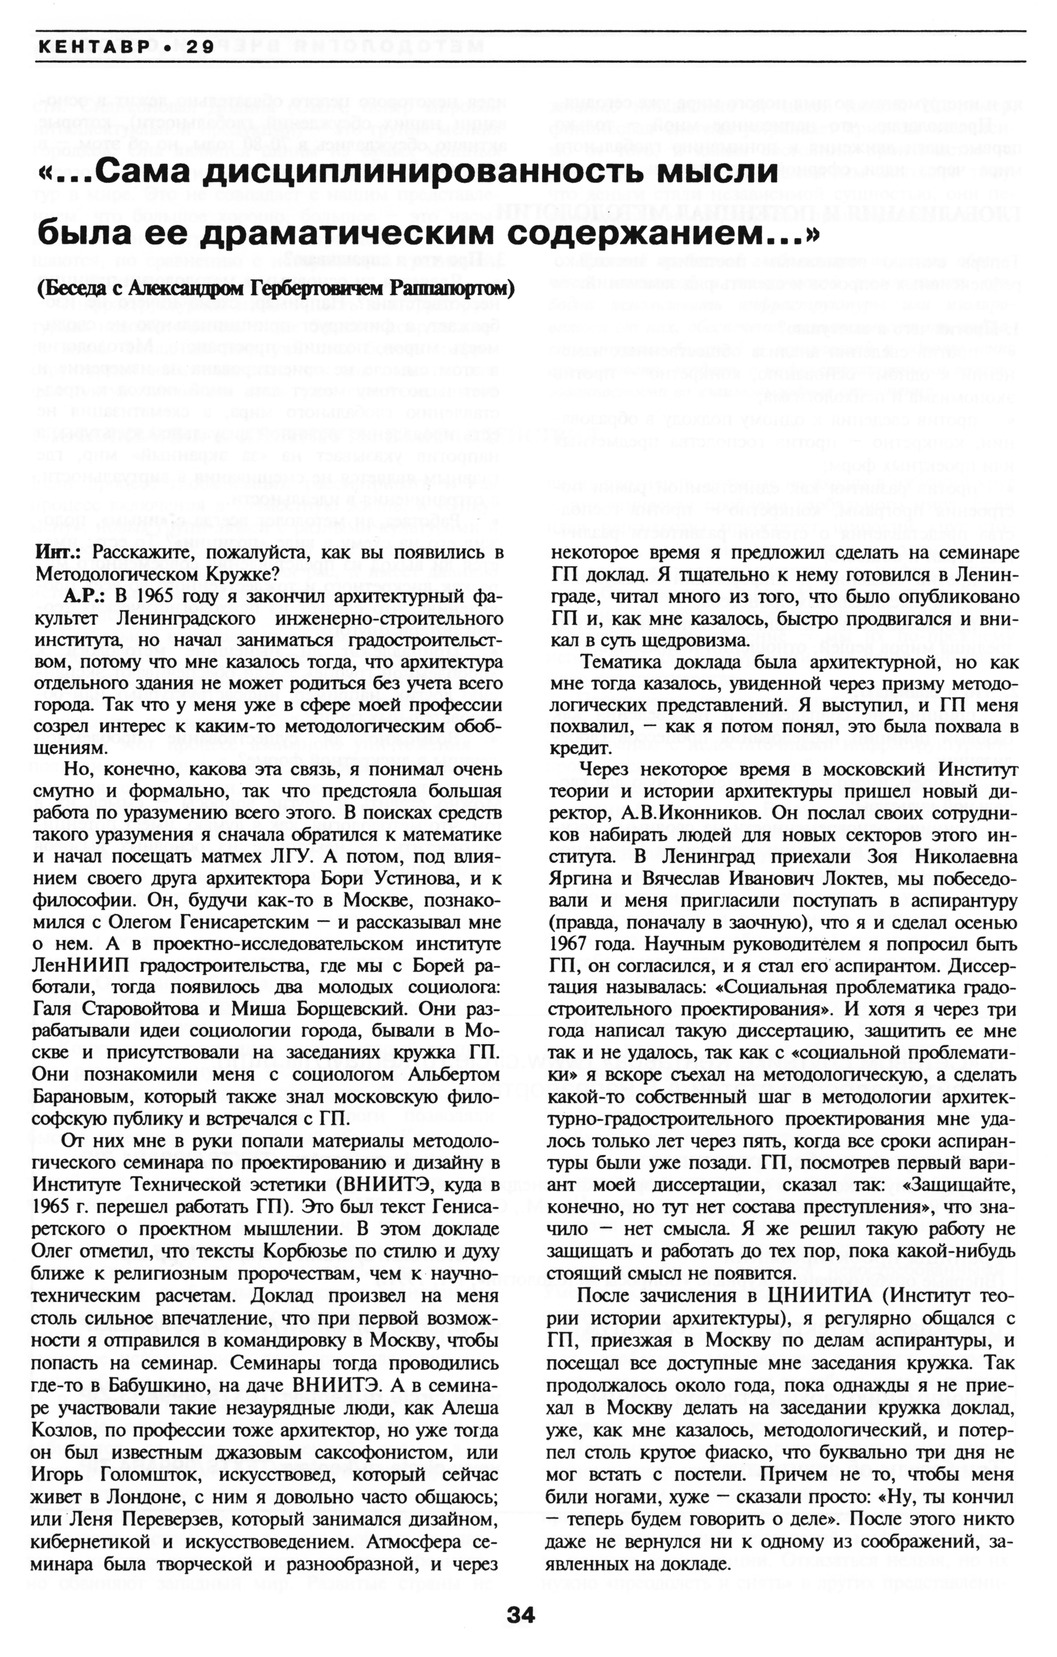 КЕНТАВР • 29
«...Сама дисциплинированность мысли
была ее драматическим содержанием...»
(Беседа с Александром Гербертовичем Раппапортом)
Инт.: Расскажите, пожалуйста, как вы появились в
Методологическом Кружке?
А.Р.: В 1965 году я закончил архитектурный фа-
культет Ленинградского инженерно-строительного
института, но начал заниматься градостроительст-
вом, потому что мне казалось тогда, что архитектура
отдельного здания не может родиться без учета всего
города. Так что у меня уже в сфере моей профессии
созрел интерес к каким-то методологическим обоб-
щениям.
Но, конечно, какова эта связь, я понимал очень
смутно и формально, так что предстояла большая
работа по уразумению всего этого. В поисках средств
такого уразумения я сначала обратился к математике
и начал посещать матмех ЛГУ. А потом, под влия-
нием своего друга архитектора Бори Устинова, и к
философии. Он, будучи как-то в Москве, познако-
мился с Олегом Генисаретским — и рассказывал мне
о нем. А в проектно-исследовательском институте
ЛенНИИП градостроительства, где мы с Борей ра-
ботали, тогда появилось два молодых социолога:
Галя Старовойтова и Миша Борщевский. Они раз-
рабатывали идеи социологии города, бывали в Мо-
скве и присутствовали на заседаниях кружка ГП.
Они познакомили меня с социологом Альбертом
Барановым, который также знал московскую фило-
софскую публику и встречался с ГП.
От них мне в руки попали материалы методоло-
гического семинара по проектированию и дизайну в
Институте Технической эстетики (ВНИИТЭ, куда в
1965 г. перешел работать ГП). Это был текст Гениса-
ретского о проектном мышлении. В этом докладе
Олег отметил, что тексты Корбюзье по стилю и духу
ближе к религиозным пророчествам, чем к научно-
техническим расчетам. Доклад произвел на меня
столь сильное впечатление, что при первой возмож-
ности я отправился в командировку в Москву, чтобы
попасть на семинар. Семинары тогда проводились
где-то в Бабушкино, на даче ВНИИТЭ. А в семина-
ре участвовали такие незаурядные люди, как Алеша
Козлов, по профессии тоже архитектор, но уже тогда
он был известным джазовым саксофонистом, или
Игорь Голомшток, искусствовед, который сейчас
живет в Лондоне, с ним я довольно часто общаюсь;
или Леня Переверзев, который занимался дизайном,
кибернетикой и искусствоведением. Атмосфера се-
минара была творческой и разнообразной, и через
некоторое время я предложил сделать на семинаре
ГП доклад. Я тщательно к нему готовился в Ленин-
граде, читал много из того, что было опубликовано
ГП и, как мне казалось, быстро продвигался и вни-
кал в суть щедровизма.
Тематика доклада была архитектурной, но как
мне тогда казалось, увиденной через призму методо-
логических представлений. Я выступил, и ГП меня
похвалил, — как я потом понял, это была похвала в
кредит.
Через некоторое время в московский Институт
теории и истории архитектуры пришел новый ди-
ректор, А.В.Иконников. Он послал своих сотрудни-
ков набирать людей для новых секторов этого ин-
ститута. В Ленинград приехали Зоя Николаевна
Яргина и Вячеслав Иванович Локтев, мы побеседо-
вали и меня пригласили поступать в аспирантуру
(правда, поначалу в заочную), что я и сделал осенью
1967 года. Научным руководителем я попросил быть
ГП, он согласился, и я стал его аспирантом. Диссер-
тация называлась: «Социальная проблематика градо-
строительного проектирования». И хотя я через три
года написал такую диссертацию, защитить ее мне
так и не удалось, так как с «социальной проблемати-
ки» я вскоре съехал на методологическую, а сделать
какой-то собственный шаг в методологии архитек-
турно-градостроительного проектирования мне уда-
лось только лет через пять, когда все сроки аспиран-
туры были уже позади. ГП, посмотрев первый вари-
ант моей диссертации, сказал так: «Защищайте,
конечно, но тут нет состава преступления», что зна-
чило — нет смысла. Я же решил такую работу не
защищать и работать до тех пор, пока какой-нибудь
стоящий смысл не появится.
После зачисления в ЦНИИТИА (Институт тео-
рии истории архитектуры), я регулярно общался с
ГП, приезжая в Москву по делам аспирантуры, и
посещал все доступные мне заседания кружка. Так
продолжалось около года, пока однажды я не прие-
хал в Москву делать на заседании кружка доклад,
уже, как мне казалось, методологический, и потер-
пел столь крутое фиаско, что буквально три дня не
мог встать с постели. Причем не то, чтобы меня
били ногами, хуже — сказали просто: «Ну, ты кончил
— теперь будем говорить о деле». После этого никто
даже не вернулся ни к одному из соображений, за-
явленных на докладе.
34